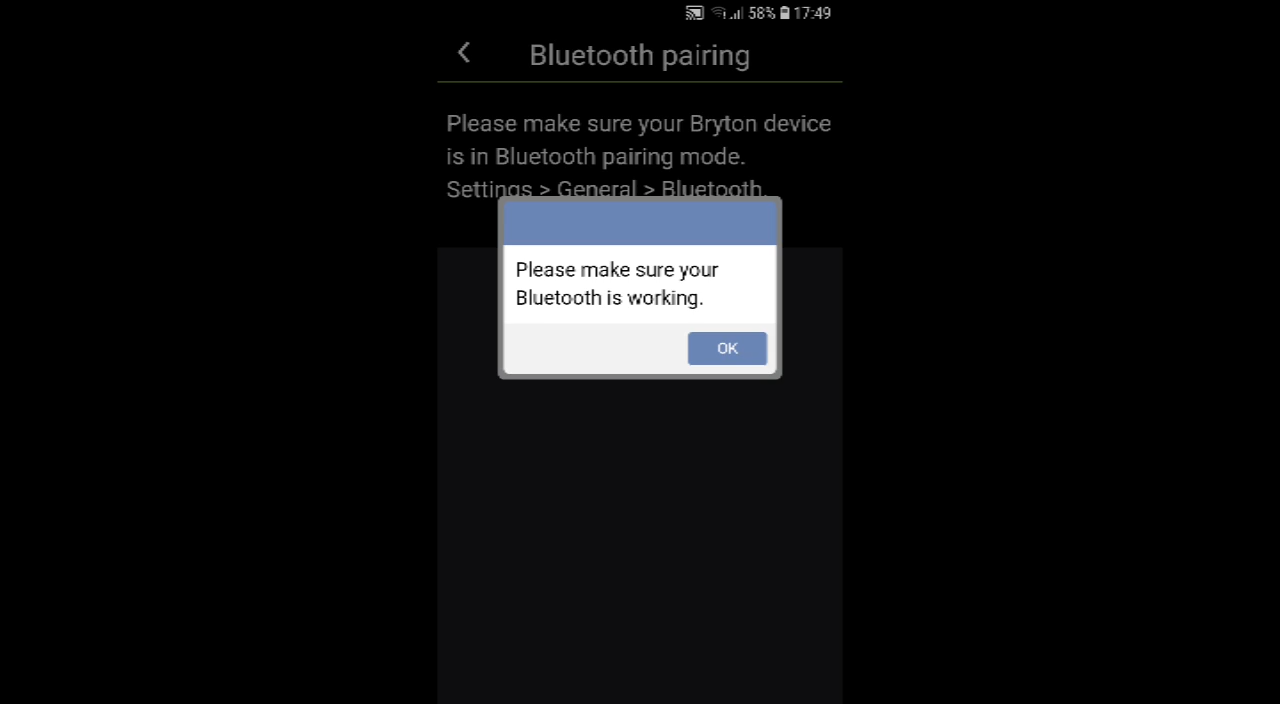 58% 17:49
Bluetooth pairing
Please make sure your Bryton device
is in Bluetooth pairing mode.
Settings > General > Bluetooth.
Please make sure your
Bluetooth is working.
OK